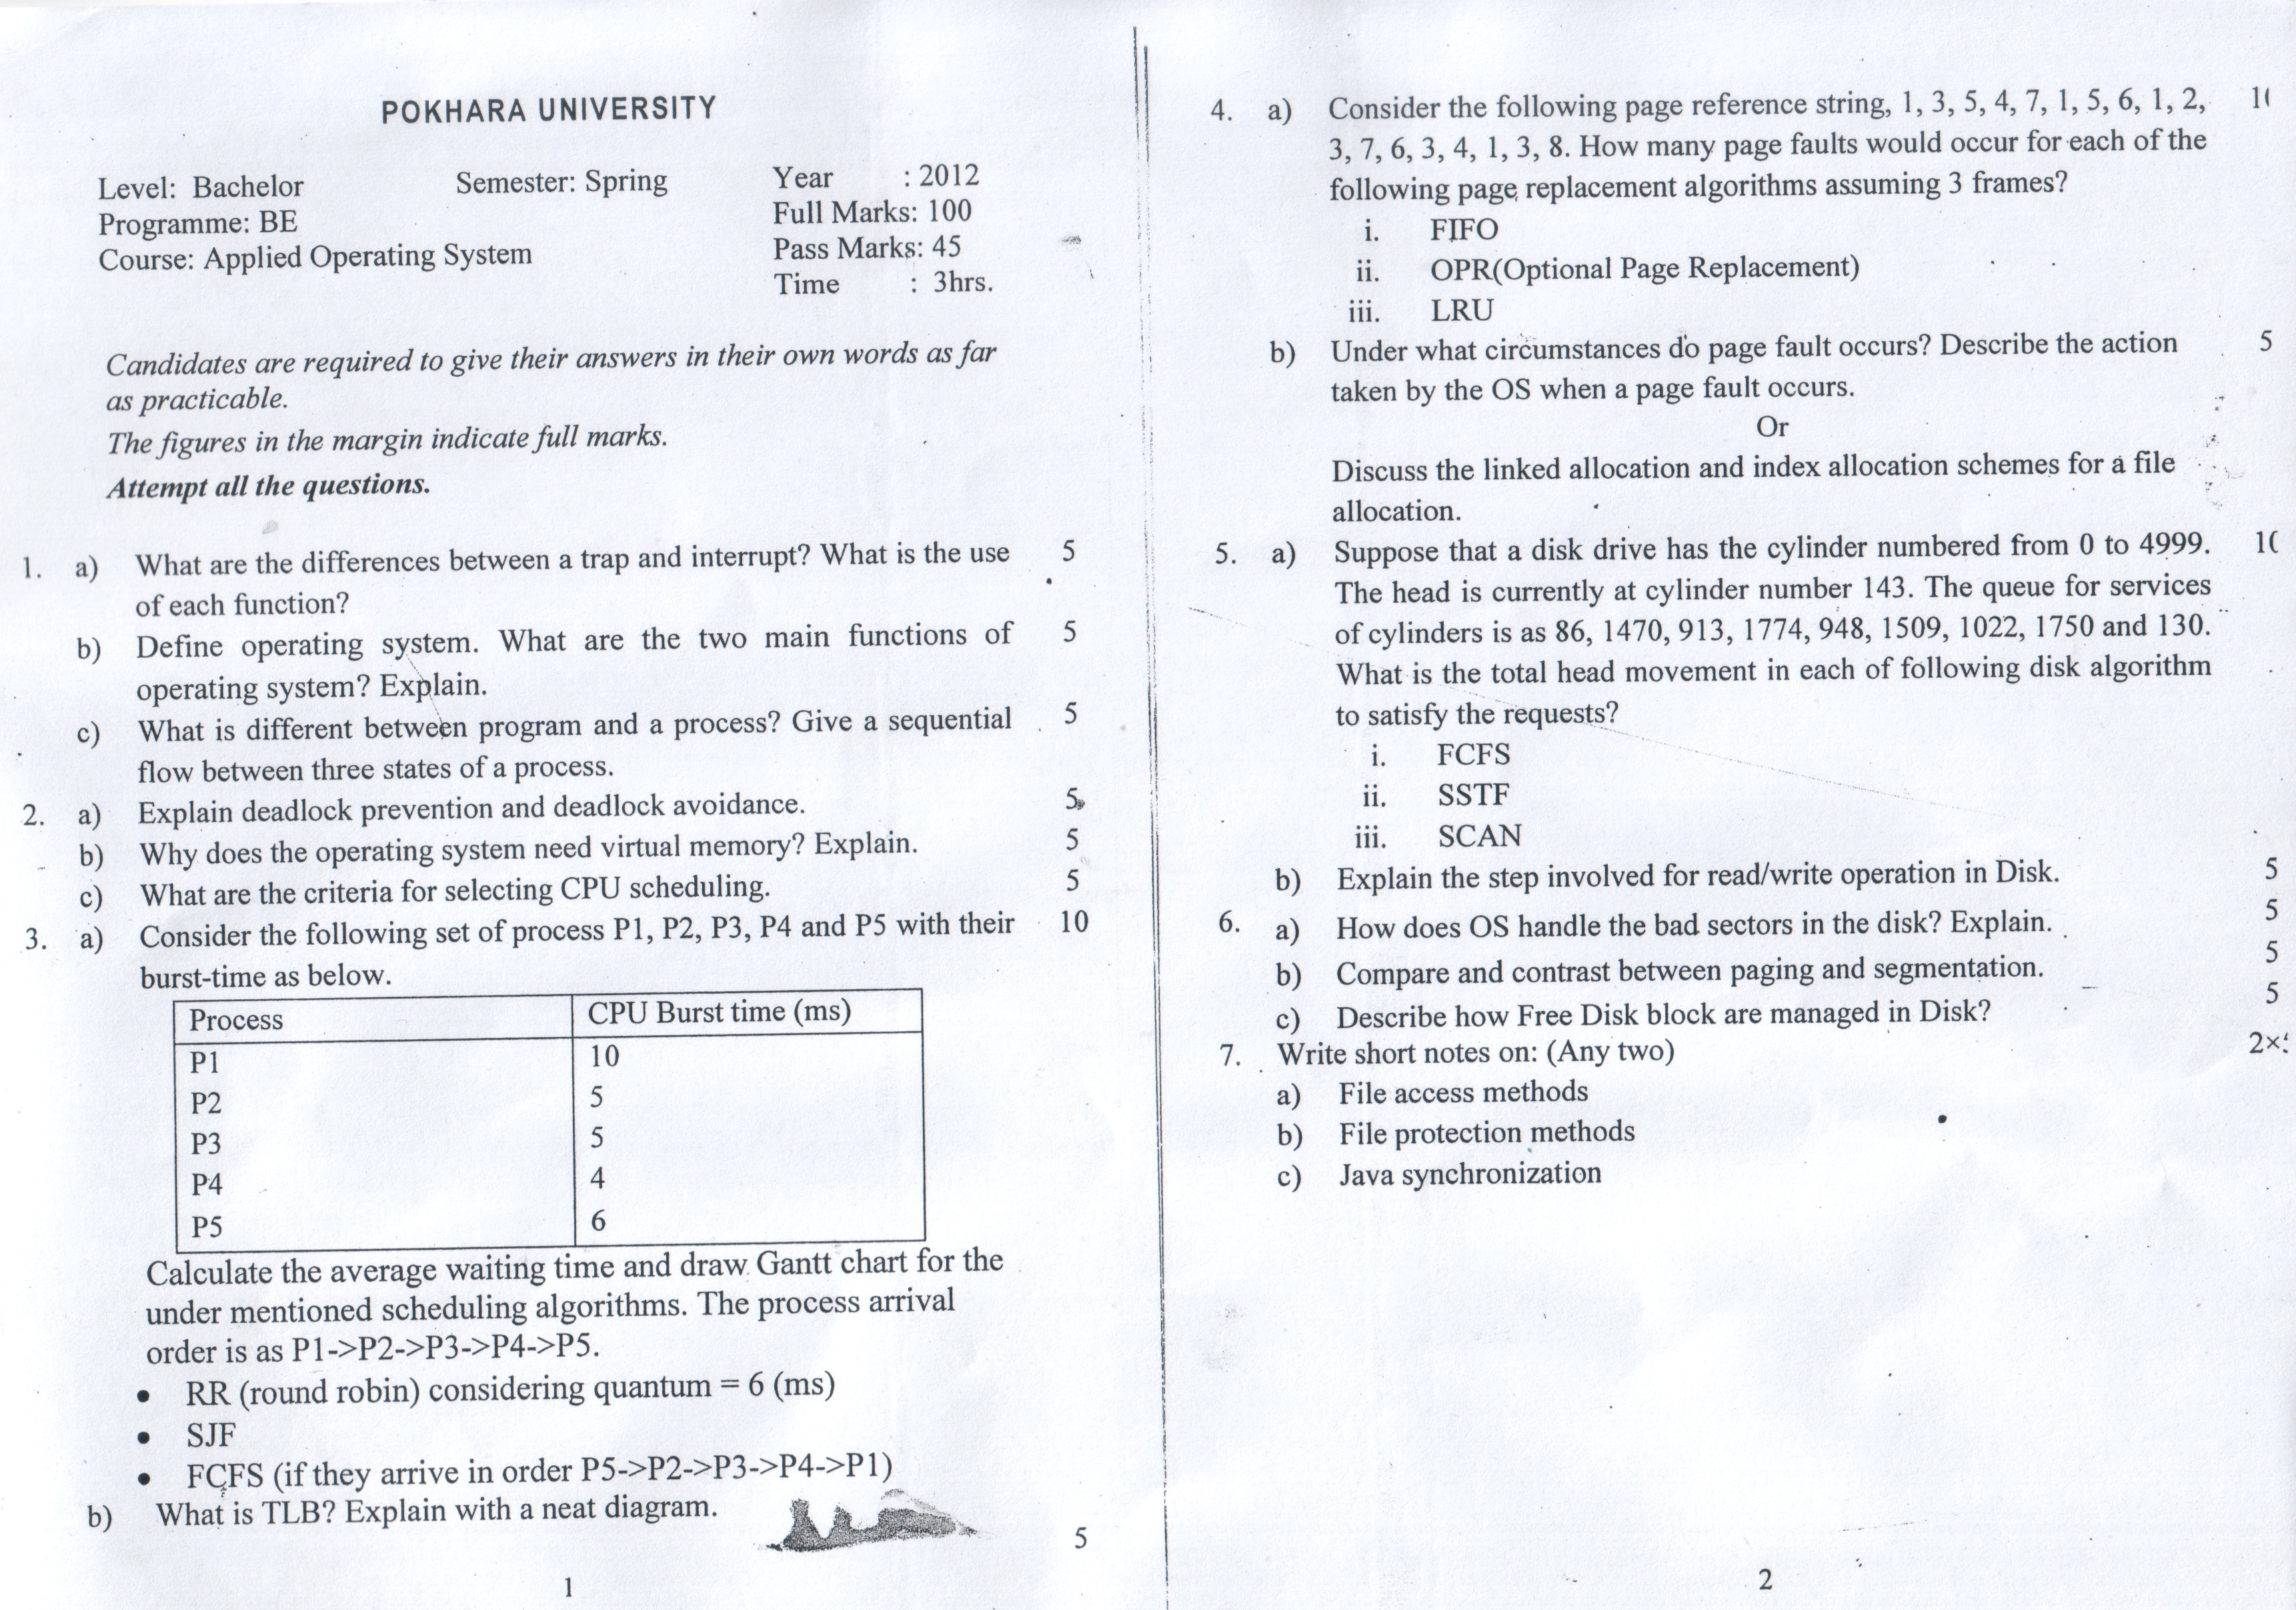 POKHARA UNIVERSITY
Level: Bachelor Semester: Spring Year : 2012
Programme: BE Full Marks: 100
Course: Applied Operating System Pass Marks: 45
Time : 3hrs.
Candidates are required to give their answers in their own words as far
as practicable.
The figures in the margin indicate full marks.
Attempt all the questions.
1. a) What are the differences between a trap and interrupt? What is the use 5
of each function?
b) Define operating system. What are the two main functions of 5
operating system? Explain.
c) What is different between program and a process? Give a sequential 5
flow between three states of a process.
2. a) Explain deadlock prevention and deadlock avoidance. 5
b) Why does the operating system need virtual memory? Explain. 5
c) What are the criteria for selecting CPU scheduling. 5
3. a) Consider the following set of process P1, P2, P3, P4 and P5 with their 10
burst-time as below.
Process CPU Burst time (ms)
P1 10
P2 5
P3 5
P4 4
P5 6
Calculate the average waiting time and draw Gantt chart for the
under mentioned scheduling algorithms. The process arrival
order is as P1->P2->P3->P4->P5.
• RR (round robin) considering quantum = 6 (ms)
• SJF
• FCFS (if they arrive in order P5->P2->P3->P4->P1)
b) What is TLB? Explain with a neat diagram.
5
1
4. a) Consider the following page reference string, 1, 3, 5, 4, 7, 1, 5, 6, 1, 2,
3, 7, 6, 3, 4, 1, 3, 8. How many page faults would occur for each of the
following page replacement algorithms assuming 3 frames?
i. FIFO
ii. OPR(Optional Page Replacement)
iii. LRU
b) Under what circumstances do page fault occurs? Describe the action 5
taken by the OS when a page fault occurs.
Or
Discuss the linked allocation and index allocation schemes for a file
allocation.
5. a) Suppose that a disk drive has the cylinder numbered from 0 to 4999.
The head is currently at cylinder number 143. The queue for services
of cylinders is as 86, 1470, 913, 1774, 948, 1509, 1022, 1750 and 130.
What is the total head movement in each of following disk algorithm
to satisfy the requests?
i. FCFS
ii. SSTF
iii. SCAN
b) Explain the step involved for read/write operation in Disk. 5
6. a) How does OS handle the bad sectors in the disk? Explain. 5
b) Compare and contrast between paging and segmentation. 5
c) Describe how Free Disk block are managed in Disk? 5
7. Write short notes on: (Any two)
a) File access methods
b) File protection methods
c) Java synchronization
2